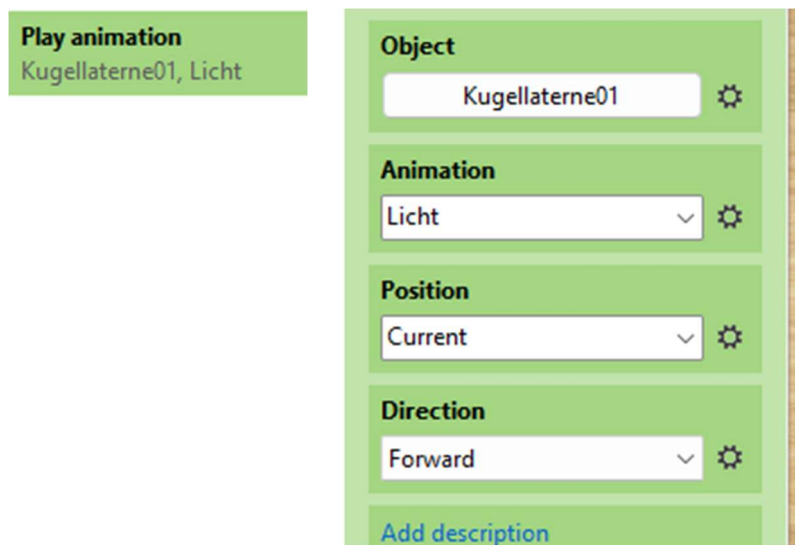 Play animation
Kugellaterne01, Licht
Object
Kugellaterne01
Animation
Licht
Position
Current
Direction
Forward
Add description